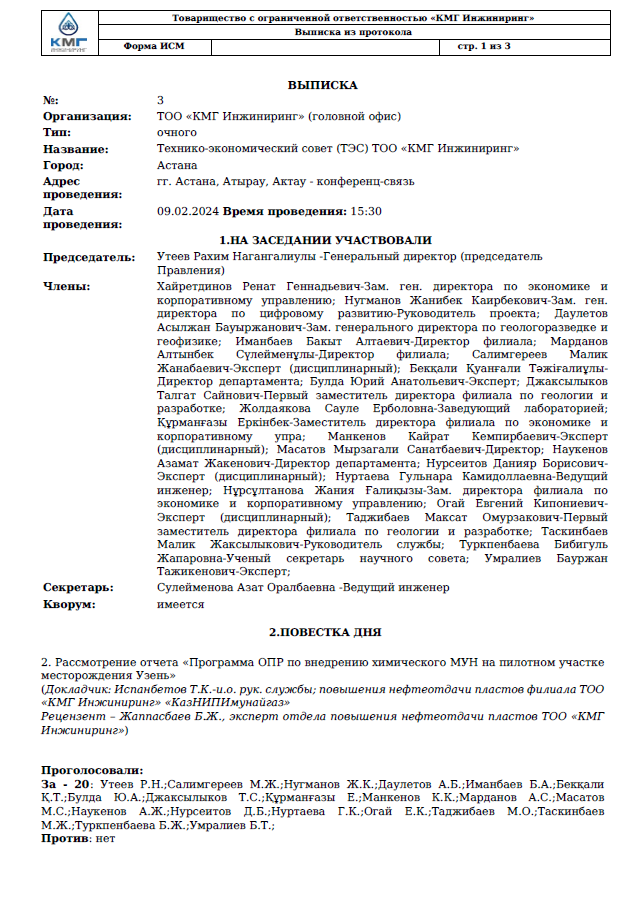 КМГ
ИНЖИНИРИНГ
Товарищество с ограниченной ответственностью «КМГ Инжиниринг»
Выписка из протокола
Форма ИСМ стр. 1 из 3
ВЫПИСКА
№: 3
Организация: ТОО «КМГ Инжиниринг» (головной офис)
Тип: очного
Название: Технико-экономический совет (ТЭС) ТОО «КМГ Инжиниринг»
Город: Астана
Адрес проведения: гг. Астана, Атырау, Актау - конференц-связь
Дата проведения: 09.02.2024 Время проведения: 15:30
1.НА ЗАСЕДАНИИ УЧАСТВОВАЛИ
Председатель: Утеев Рахим Нагангалиулы -Генеральный директор (председатель
Правления)
Члены: Хайретдинов Ренат Геннадьевич-Зам. ген. директора по экономике и
корпоративному управлению; Нугманов Жанибек Каирбекович-Зам. ген.
директора по цифровому развитию-Руководитель проекта; Даулетов
Асылжан Бауыржанович-Зам. генерального директора по геологоразведке и
геофизике; Иманбаев Бакыт Алтаевич-Директор филиала; Марданов
Алтынбек Сүлейменұлы-Директор филиала; Салимгереев Малик
Жанабаевич-Эксперт (дисциплинарный); Бекқали Қуанғали Тәжіғалиұлы-
Директор департамента; Булда Юрий Анатольевич-Эксперт; Джаксылыков
Талгат Сайнович-Первый заместитель директора филиала по геологии и
разработке; Жолдаякова Сауле Ерболовна-Заведующий лабораторией;
Құрманғазы Еркінбек-Заместитель директора филиала по экономике и
корпоративному упра; Манкенов Кайрат Кемпирбаевич-Эксперт
(дисциплинарный); Масатов Мырзагали Санатбаевич-Директор; Наукенов
Азамат Жакенович-Директор департамента; Нурсеитов Данияр Борисович-
Эксперт (дисциплинарный); Нуртаева Гульнара Камидоллаевна-Ведущий
инженер; Нұрсұлтанова Жания Ғалиқызы-Зам. директора филиала по
экономике и корпоративному управлению; Огай Евгений Кипониевич-
Эксперт (дисциплинарный); Таджибаев Максат Омурзакович-Первый
заместитель директора филиала по геологии и разработке; Таскинбаев
Малик Жаксылыкович-Руководитель службы; Туркпенбаева Бибигуль
Жапаровна-Ученый секретарь научного совета; Умралиев Бауржан
Тажикенович-Эксперт;
Секретарь: Сулейменова Азат Оралбаевна -Ведущий инженер
Кворум: имеется
2.ПОВЕСТКА ДНЯ
2. Рассмотрение отчета «Программа ОПР по внедрению химического МУН на пилотном участке
месторождения Узень»
(Докладчик: Испанбетов Т.К.-и.о. рук. службы; повышения нефтеотдачи пластов филиала ТОО
«КМГ Инжиниринг» «КазНИПИмунайгаз»
Рецензент – Жаппасбаев Б.Ж., эксперт отдела повышения нефтеотдачи пластов ТОО «КМГ
Инжиниринг»)
Проголосовали:
За - 20: Утеев Р.Н.;Салимгереев М.Ж.;Нугманов Ж.К.;Даулетов А.Б.;Иманбаев Б.А.;Бекқали
Қ.Т.;Булда Ю.А.;Джаксылыков Т.С.;Құрманғазы Е.;Манкенов К.К.;Марданов А.С.;Масатов
М.С.;Наукенов А.Ж.;Нурсеитов Д.Б.;Нуртаева Г.К.;Огай Е.К.;Таджибаев М.О.;Таскинбаев
М.Ж.;Туркпенбаева Б.Ж.;Умралиев Б.Т.;
Против: нет